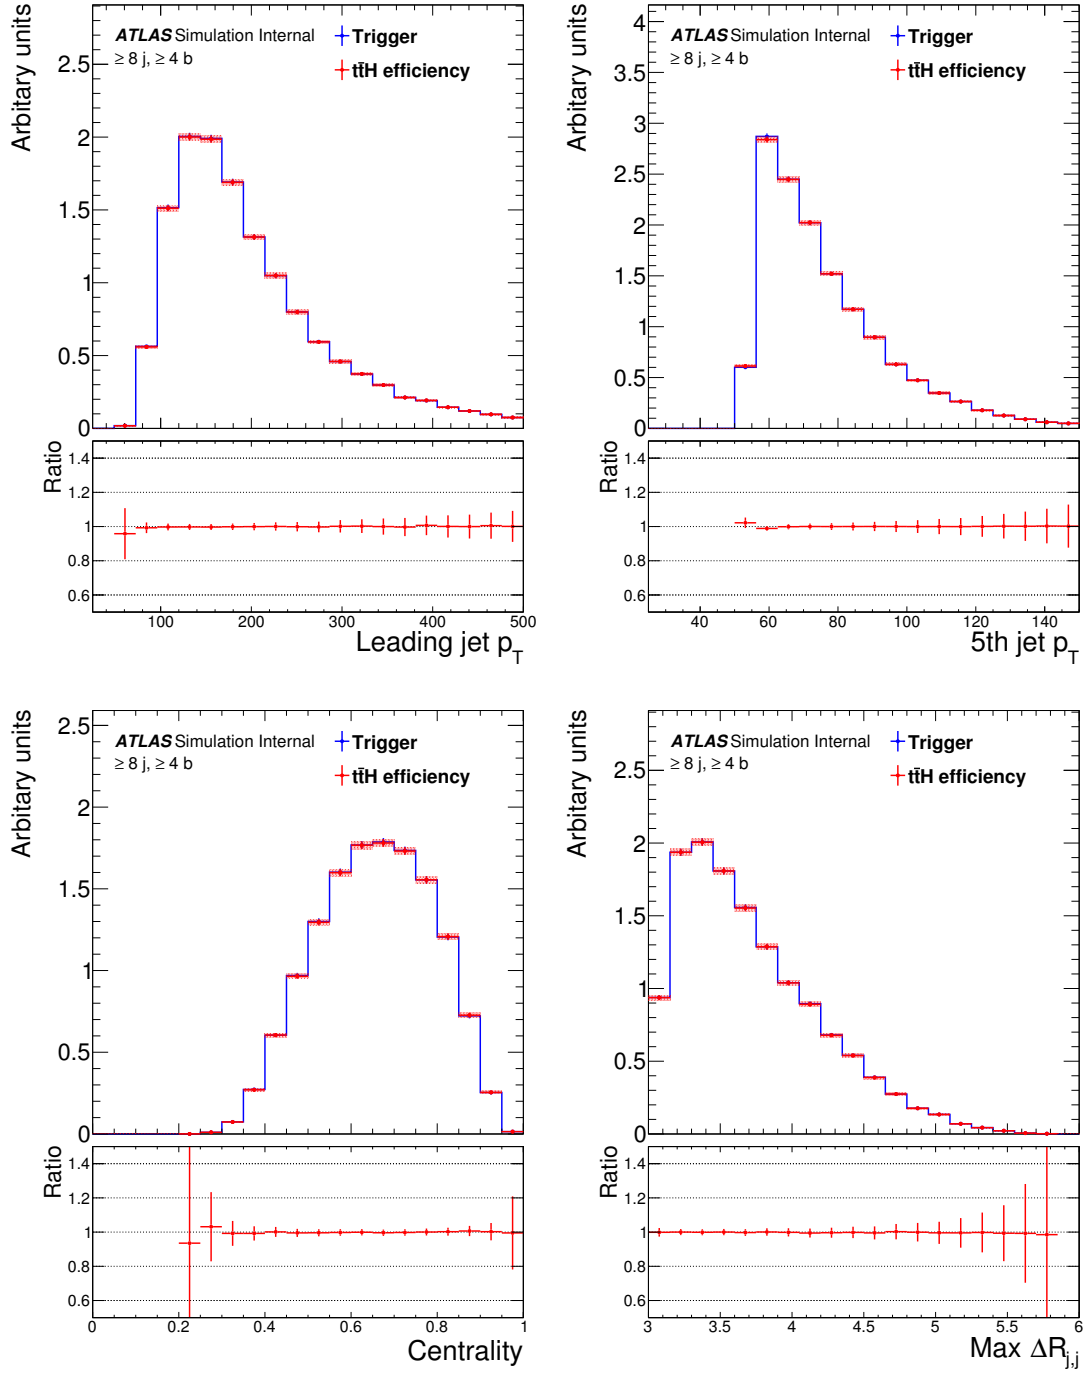 Arbitary units
ATLAS Simulation Internal
≥ 8 j, ≥ 4 b
Trigger
tt̄H efficiency
2.5
2
1.5
1
0.5
0
Ratio
1.4
1.2
1
0.8
0.6
100 200 300 400 500
Leading jet p_T
Arbitary units
ATLAS Simulation Internal
≥ 8 j, ≥ 4 b
Trigger
tt̄H efficiency
4
3.5
3
2.5
2
1.5
1
0.5
0
Ratio
1.4
1.2
1
0.8
0.6
40 60 80 100 120 140
5th jet p_T
Arbitary units
ATLAS Simulation Internal
≥ 8 j, ≥ 4 b
Trigger
tt̄H efficiency
2.5
2
1.5
1
0.5
0
Ratio
1.4
1.2
1
0.8
0.6
0 0.2 0.4 0.6 0.8 1
Centrality
Arbitary units
ATLAS Simulation Internal
≥ 8 j, ≥ 4 b
Trigger
tt̄H efficiency
2.5
2
1.5
1
0.5
0
Ratio
1.4
1.2
1
0.8
0.6
3 3.5 4 4.5 5 5.5 6
Max ΔR_j,j